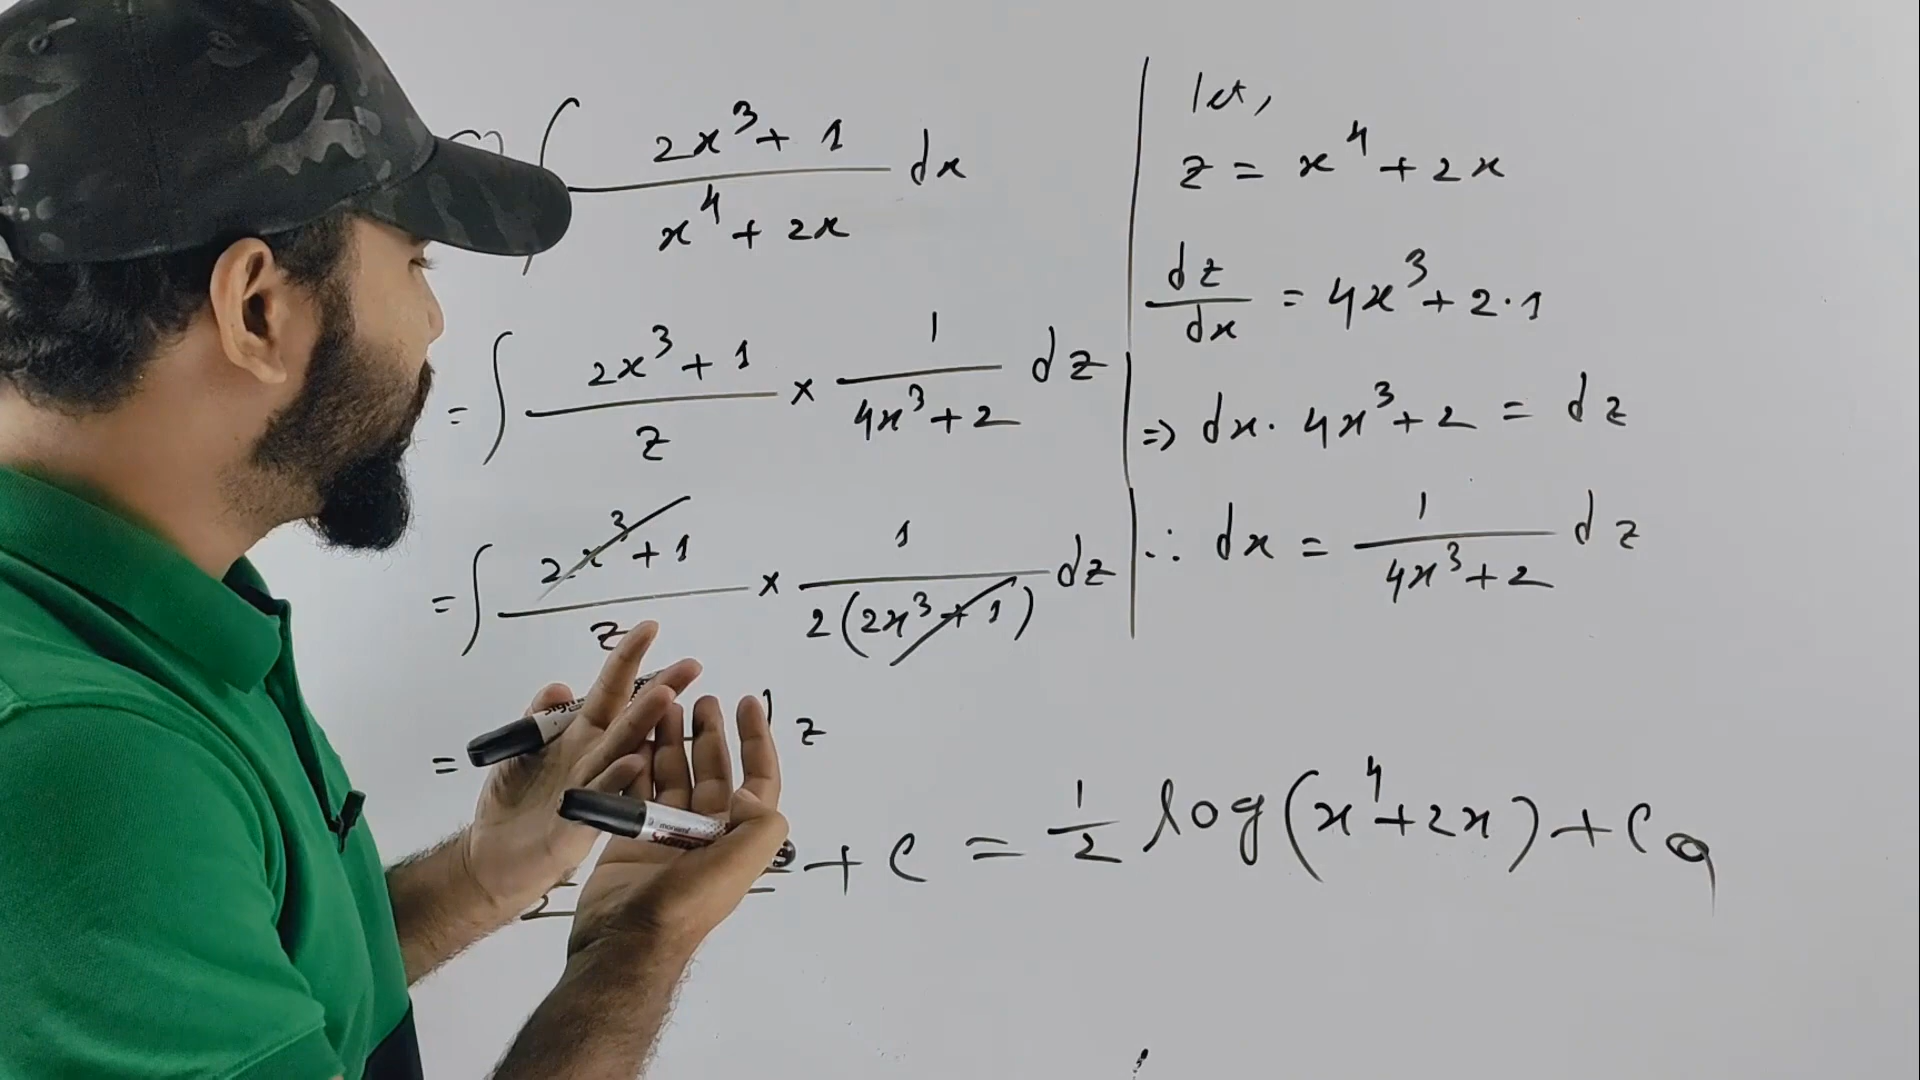 ∫ (2x³ + 1)/(x⁴ + 2x) dx
= ∫ (2x³ + 1)/z × 1/(4x³ + 2) dz
= ∫ (2x³ + 1)/z × 1/(2(2x³ + 1)) dz
= z
2 + c = 1/2 log(x⁴ + 2x) + c
let,
z = x⁴ + 2x
dz/dx = 4x³ + 2·1
⇒ dx · 4x³ + 2 = dz
∴ dx = 1/(4x³ + 2) dz
monami